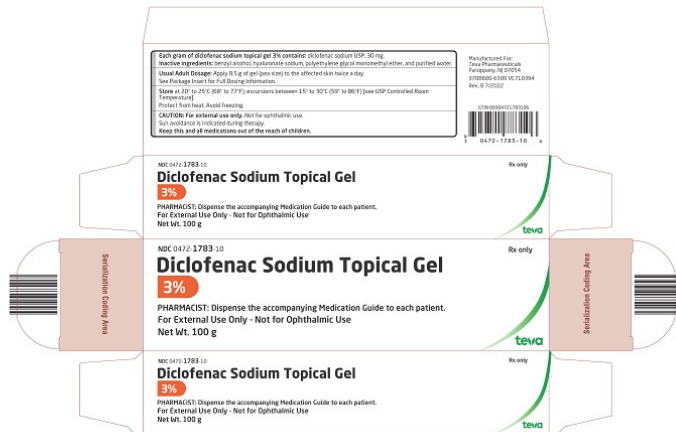 Each gram of diclofenac sodium topical gel 3% contains: diclofenac sodium USP, 30 mg.
Inactive ingredients: benzyl alcohol, hyaluronate sodium, polyethylene glycol monomethyl ether, and purified water.
Usual Adult Dosage: Apply 0.5 g of gel (pea size) to the affected skin twice a day.
See Package Insert for Full Dosing Information.
Store at 20° to 25°C (68° to 77°F); excursions between 15° to 30°C (59° to 86°F) [see USP Controlled Room
Temperature].
Protect from heat. Avoid freezing.
CAUTION: For external use only. Not for ophthalmic use.
Sun avoidance is indicated during therapy.
Keep this and all medications out of the reach of children.
Manufactured For:
Teva Pharmaceuticals
Parsippany, NJ 07054
Rev. B 7/2022
0472-1783-10
NDC 0472-1783-10
Rx only
Diclofenac Sodium Topical Gel
3%
PHARMACIST: Dispense the accompanying Medication Guide to each patient.
For External Use Only - Not for Ophthalmic Use
Net Wt. 100 g
teva
Serialization Coding Area
NDC 0472-1783-10
Rx only
Diclofenac Sodium Topical Gel
3%
PHARMACIST: Dispense the accompanying Medication Guide to each patient.
For External Use Only - Not for Ophthalmic Use
Net Wt. 100 g
teva
Serialization Coding Area
NDC 0472-1783-10
Rx only
Diclofenac Sodium Topical Gel
3%
PHARMACIST: Dispense the accompanying Medication Guide to each patient.
For External Use Only - Not for Ophthalmic Use
Net Wt. 100 g
teva